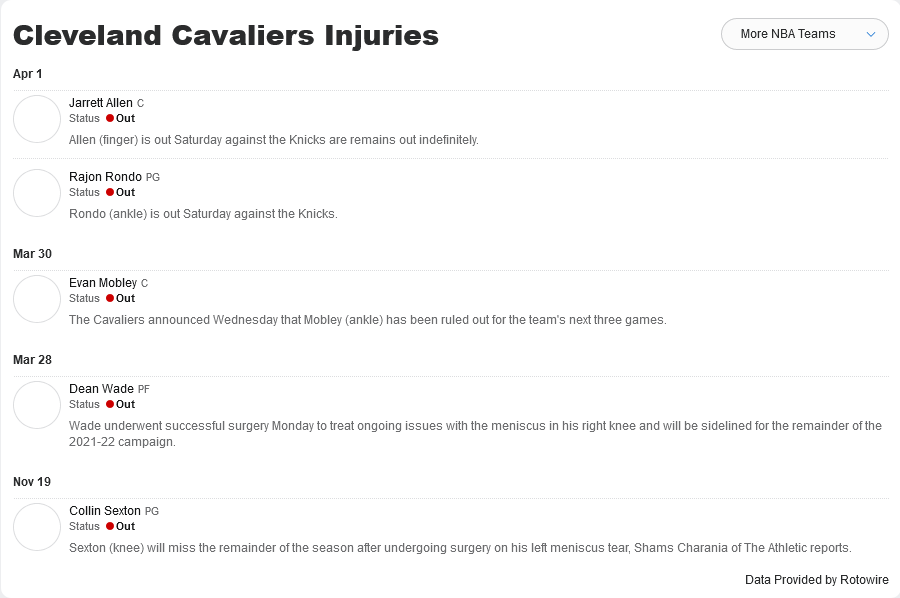 Cleveland Cavaliers Injuries
More NBA Teams
Apr 1
Jarrett Allen C
Status Out
Allen (finger) is out Saturday against the Knicks are remains out indefinitely.
Rajon Rondo PG
Status Out
Rondo (ankle) is out Saturday against the Knicks.
Mar 30
Evan Mobley C
Status Out
The Cavaliers announced Wednesday that Mobley (ankle) has been ruled out for the team's next three games.
Mar 28
Dean Wade PF
Status Out
Wade underwent successful surgery Monday to treat ongoing issues with the meniscus in his right knee and will be sidelined for the remainder of the
2021-22 campaign.
Nov 19
Collin Sexton PG
Status Out
Sexton (knee) will miss the remainder of the season after undergoing surgery on his left meniscus tear, Shams Charania of The Athletic reports.
Data Provided by Rotowire